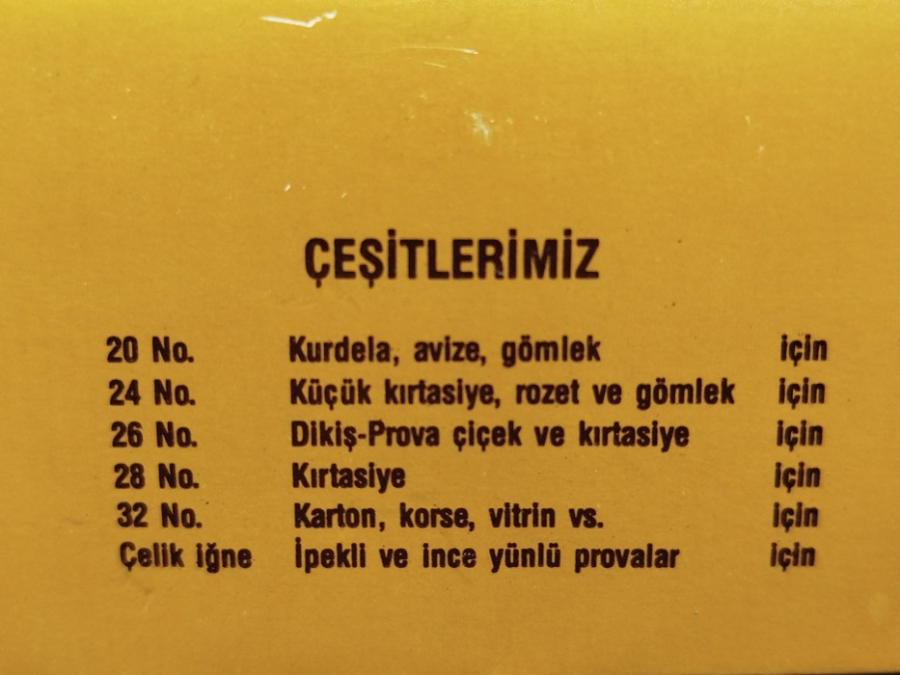 ÇEŞİTLERİMİZ
20 No. Kurdela, avize, gömlek için
24 No. Küçük kırtasiye, rozet ve gömlek için
26 No. Dikiş-Prova çiçek ve kırtasiye için
28 No. Kırtasiye için
32 No. Karton, korse, vitrin vs. için
Çelik iğne İpekli ve ince yünlü provalar için